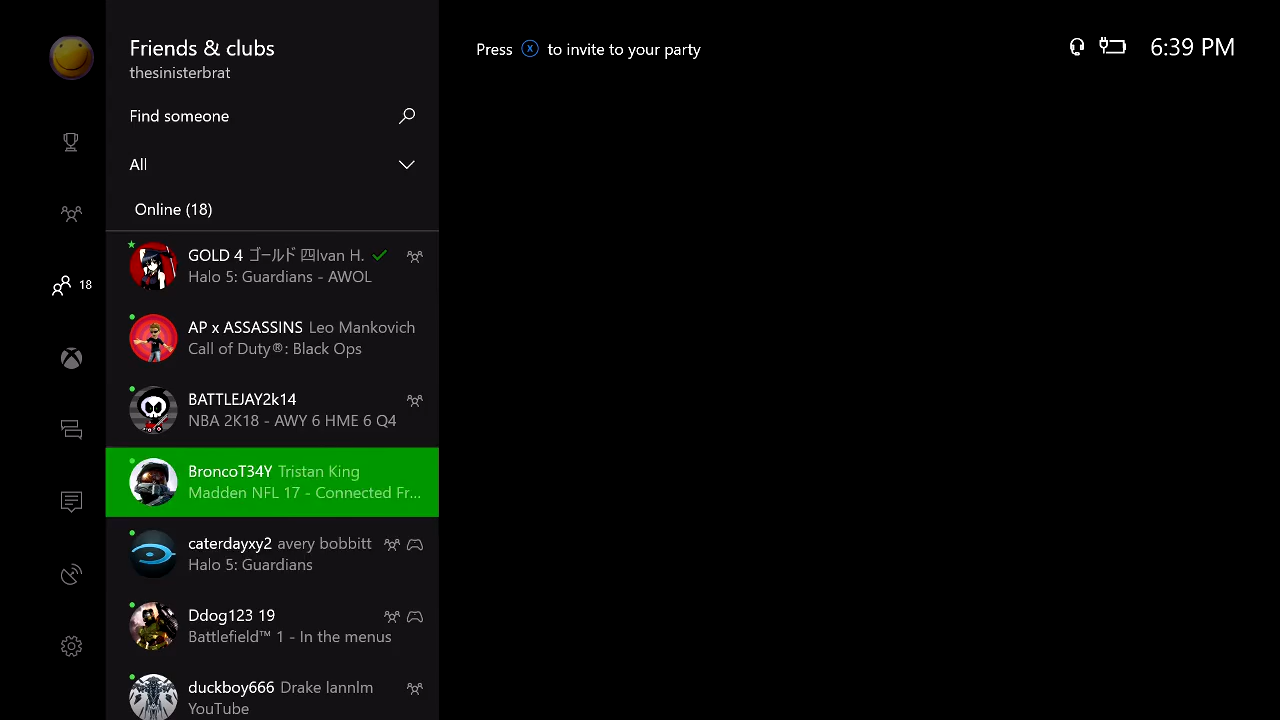 Friends & clubs
thesinisterbrat
Press X to invite to your party
6:39 PM
Find someone
All
Online (18)
GOLD 4 ゴールド 四Ivan H.
Halo 5: Guardians - AWOL
AP x ASSASSINS Leo Mankovich
Call of Duty®: Black Ops
BATTLEJAY2k14
NBA 2K18 - AWY 6 HME 6 Q4
18
BroncoT34Y Tristan King
Madden NFL 17 - Connected Fr...
caterdayxy2 avery bobbitt
Halo 5: Guardians
Ddog123 19
Battlefield™ 1 - In the menus
duckboy666 Drake lannlm
YouTube